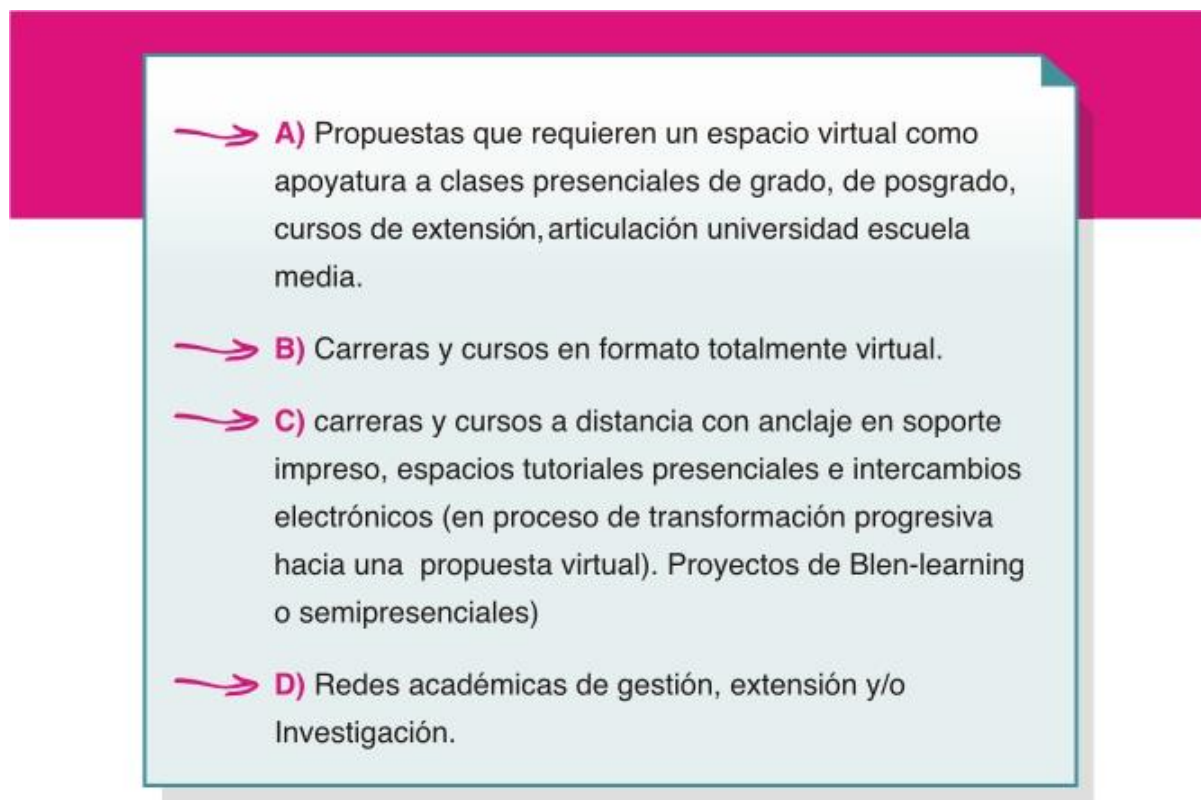 A) Propuestas que requieren un espacio virtual como
apoyatura a clases presenciales de grado, de posgrado,
cursos de extensión, articulación universidad escuela
media.
B) Carreras y cursos en formato totalmente virtual.
C) carreras y cursos a distancia con anclaje en soporte
impreso, espacios tutoriales presenciales e intercambios
electrónicos (en proceso de transformación progresiva
hacia una propuesta virtual). Proyectos de Blen-learning
o semipresenciales)
D) Redes académicas de gestión, extensión y/o
Investigación.